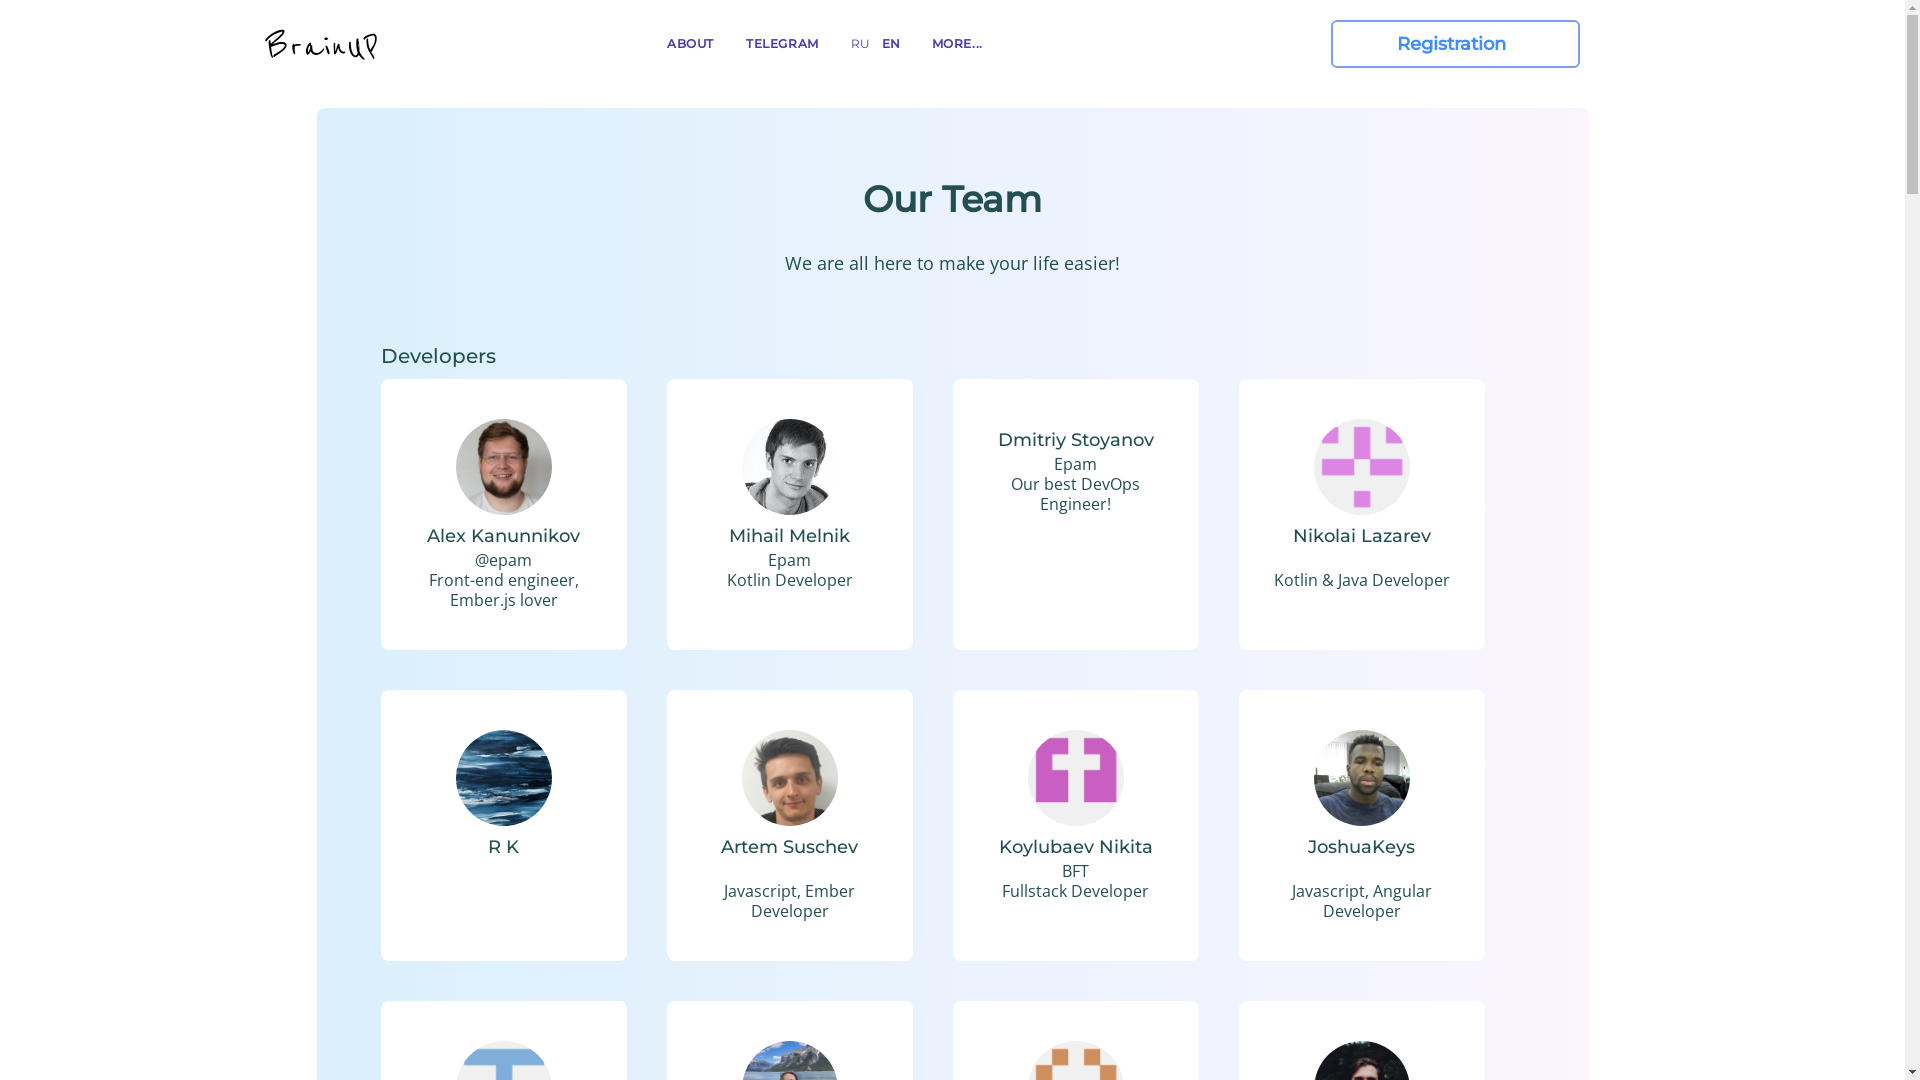 BrainUP
ABOUT
TELEGRAM
RU
EN
MORE...
Registration
Our Team
We are all here to make your life easier!
Developers
Alex Kanunnikov
@epam
Front-end engineer,
Ember.js lover
Mihail Melnik
Epam
Kotlin Developer
Dmitriy Stoyanov
Epam
Our best DevOps
Engineer!
Nikolai Lazarev
Kotlin & Java Developer
R K
Artem Suschev
Javascript, Ember
Developer
Koylubaev Nikita
BFT
Fullstack Developer
JoshuaKeys
Javascript, Angular
Developer